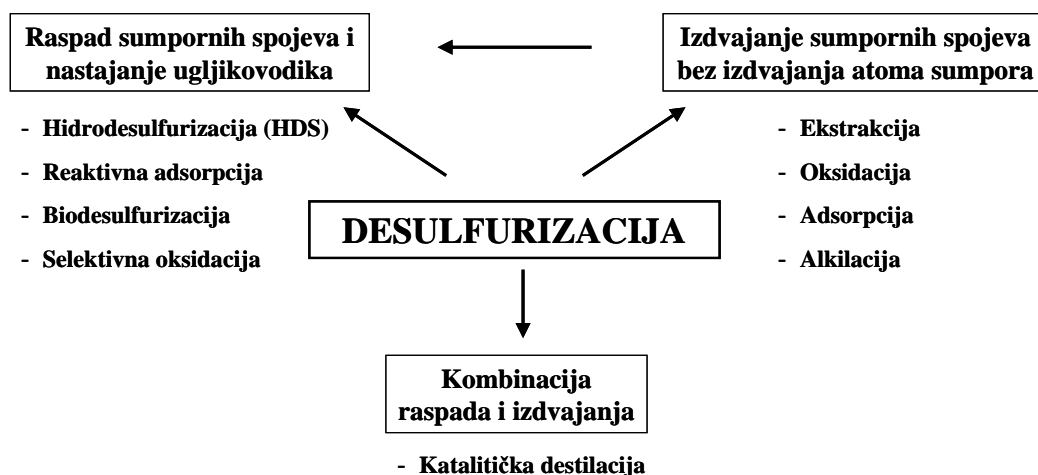 Raspad sumpornih spojeva i
nastajanje ugljikovodika
- Hidrodesulfurizacija (HDS)
- Reaktivna adsorpcija
- Biodesulfurizacija
- Selektivna oksidacija
Izdvajanje sumpornih spojeva
bez izdvajanja atoma sumpora
- Ekstrakcija
- Oksidacija
- Adsorpcija
- Alkilacija
DESULFURIZACIJA
Kombinacija
raspada i izdvajanja
- Katalitička destilacija